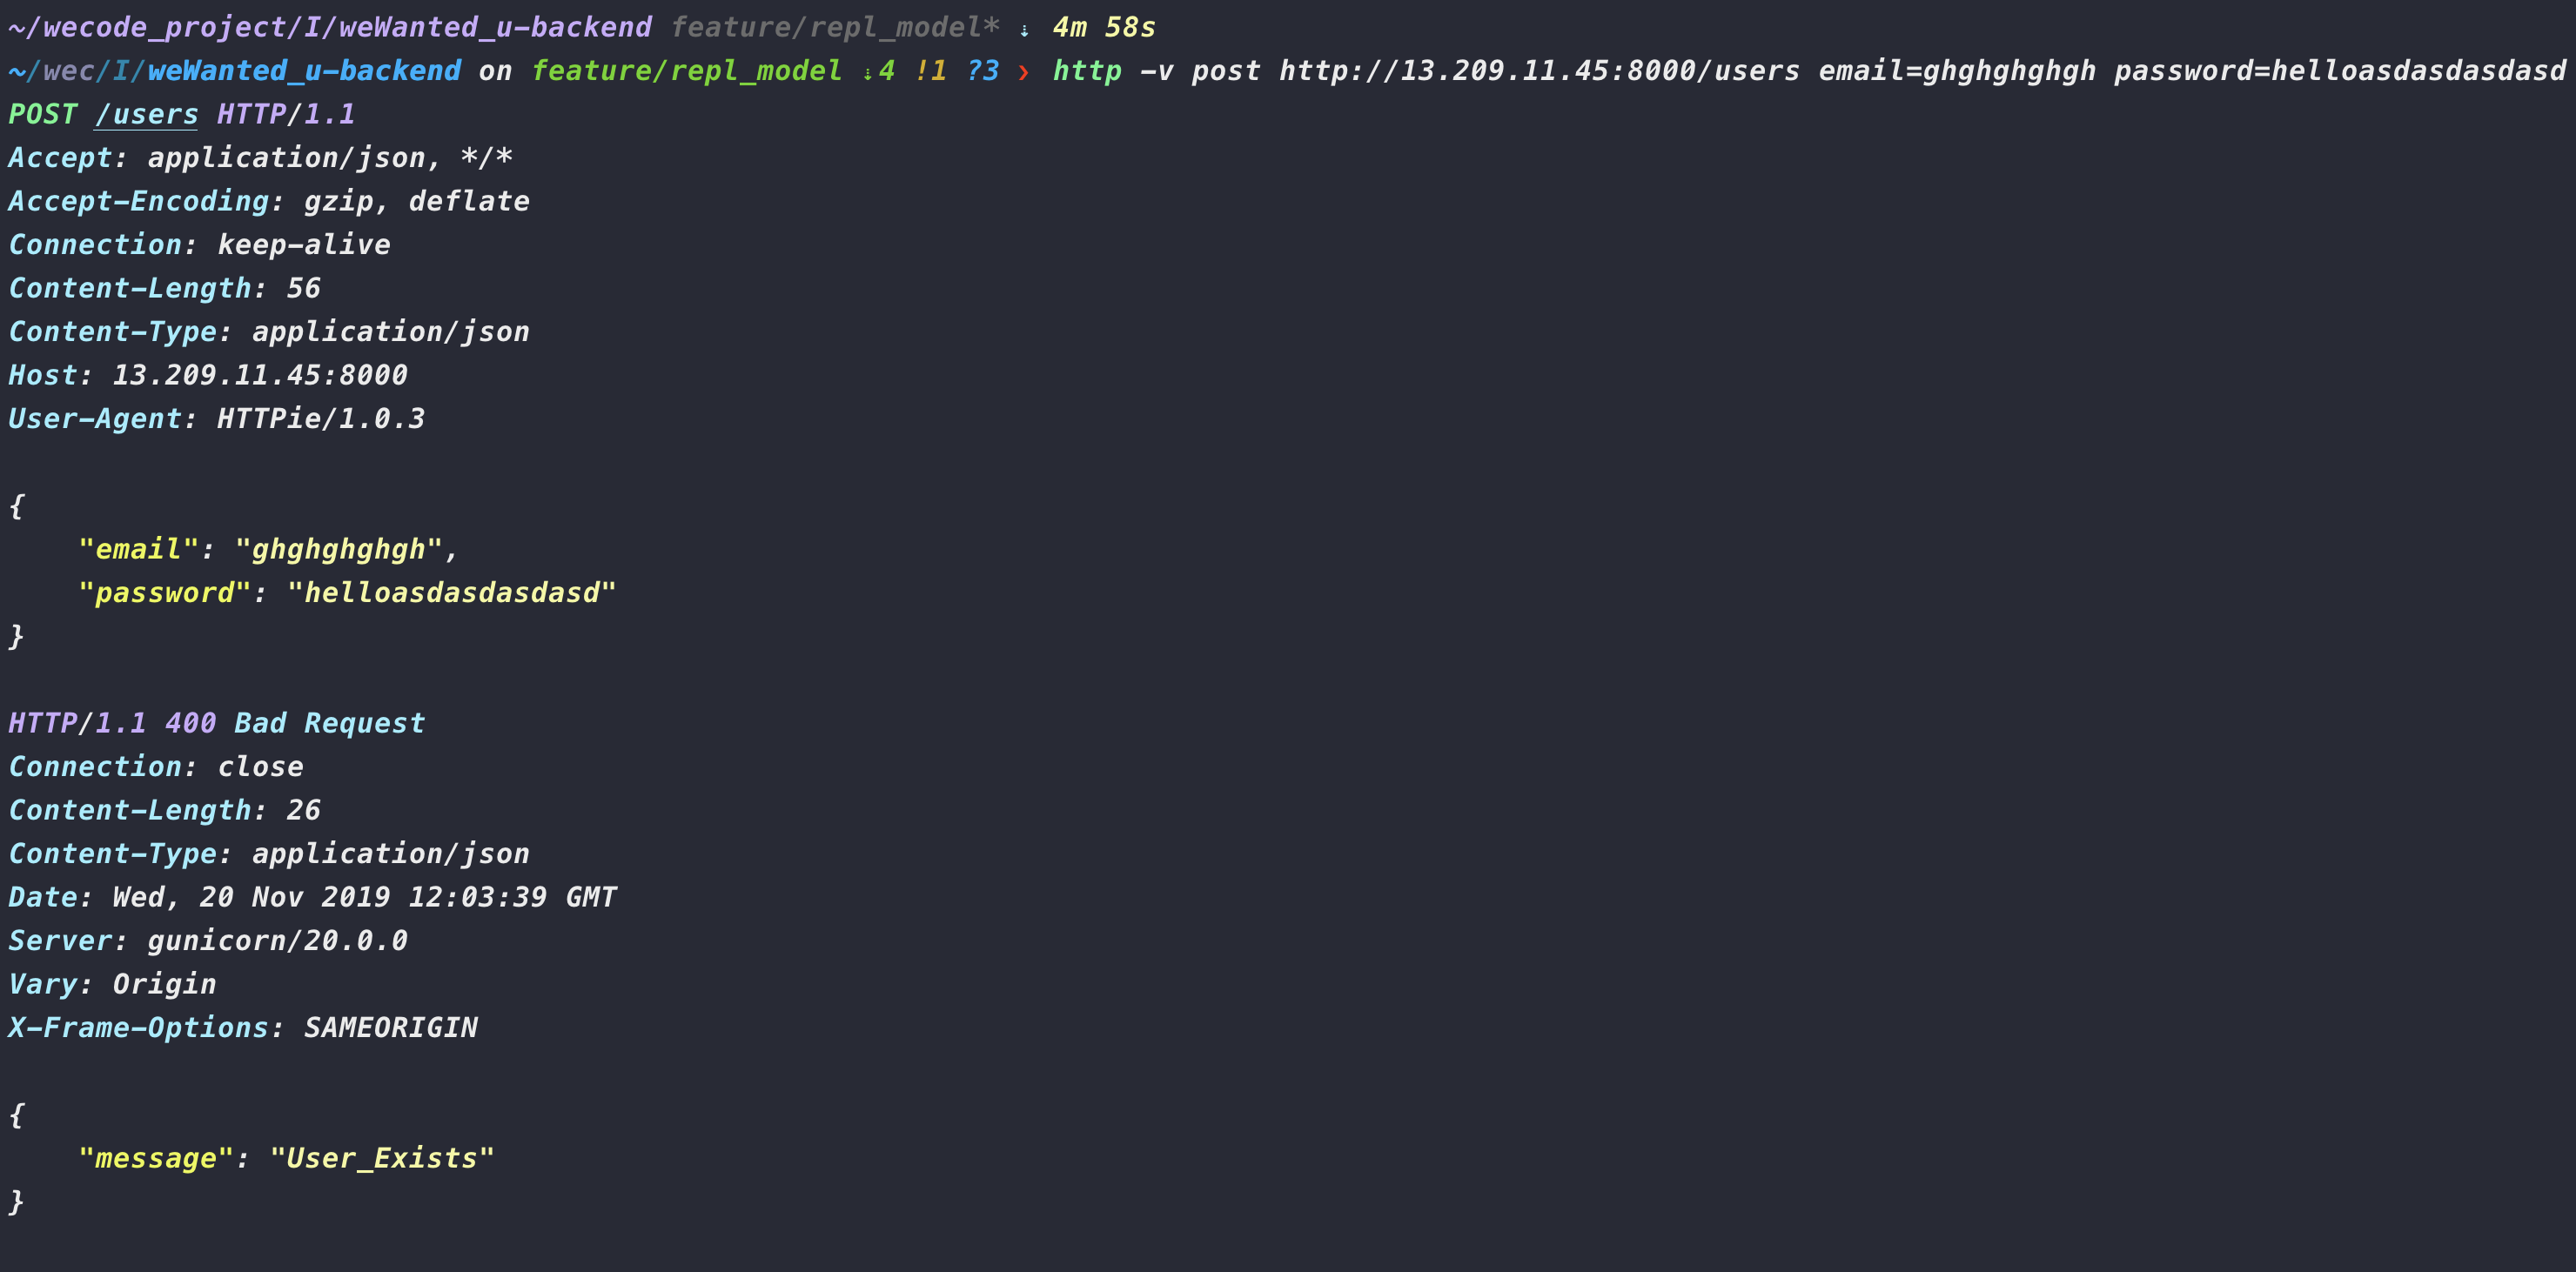 ~/wecode_project/I/weWanted_u-backend feature/repl_model* ⇣ 4m 58s
~/wec/I/weWanted_u-backend on feature/repl_model ⇣4 !1 ?3 ❯ http -v post http://13.209.11.45:8000/users email=ghghghghgh password=helloasdasdasdasd
POST /users HTTP/1.1
Accept: application/json, */*
Accept-Encoding: gzip, deflate
Connection: keep-alive
Content-Length: 56
Content-Type: application/json
Host: 13.209.11.45:8000
User-Agent: HTTPie/1.0.3
{
    "email": "ghghghghgh",
    "password": "helloasdasdasdasd"
}
HTTP/1.1 400 Bad Request
Connection: close
Content-Length: 26
Content-Type: application/json
Date: Wed, 20 Nov 2019 12:03:39 GMT
Server: gunicorn/20.0.0
Vary: Origin
X-Frame-Options: SAMEORIGIN
{
    "message": "User_Exists"
}